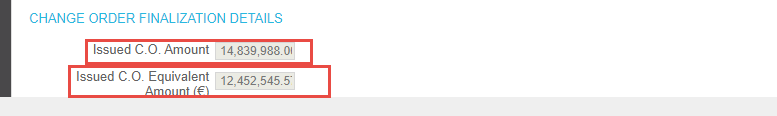 CHANGE ORDER FINALIZATION DETAILS
Issued C.O. Amount 14,839,988.0
Issued C.O. Equivalent 12,452,545.5
Amount (€)